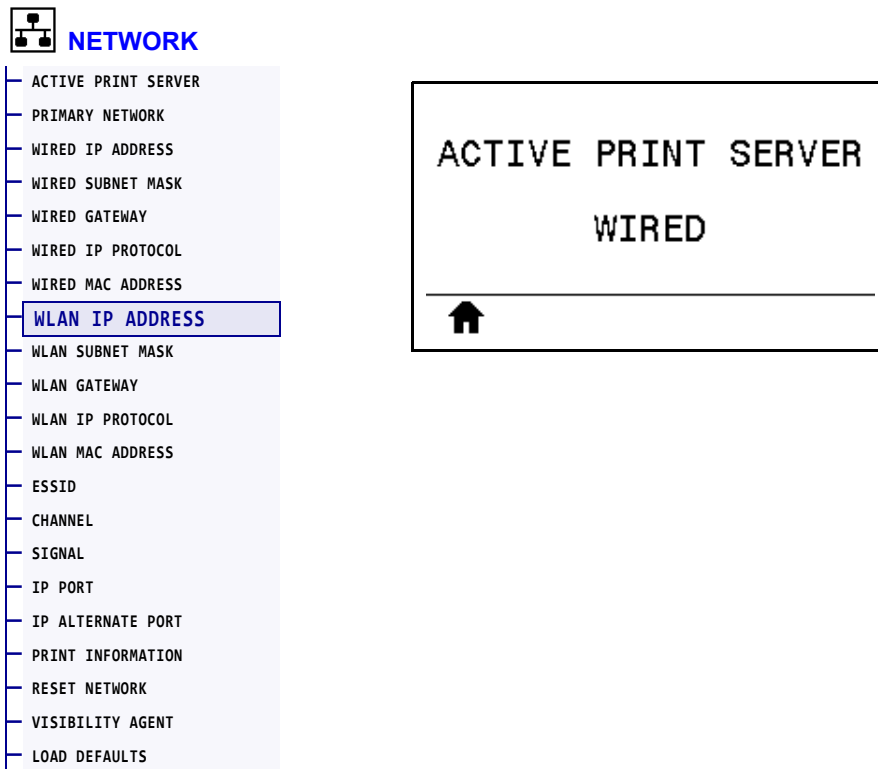 NETWORK
ACTIVE PRINT SERVER
PRIMARY NETWORK
WIRED IP ADDRESS
WIRED SUBNET MASK
WIRED GATEWAY
WIRED IP PROTOCOL
WIRED MAC ADDRESS
WLAN IP ADDRESS
WLAN SUBNET MASK
WLAN GATEWAY
WLAN IP PROTOCOL
WLAN MAC ADDRESS
ESSID
CHANNEL
SIGNAL
IP PORT
IP ALTERNATE PORT
PRINT INFORMATION
RESET NETWORK
VISIBILITY AGENT
LOAD DEFAULTS
ACTIVE PRINT SERVER
WIRED